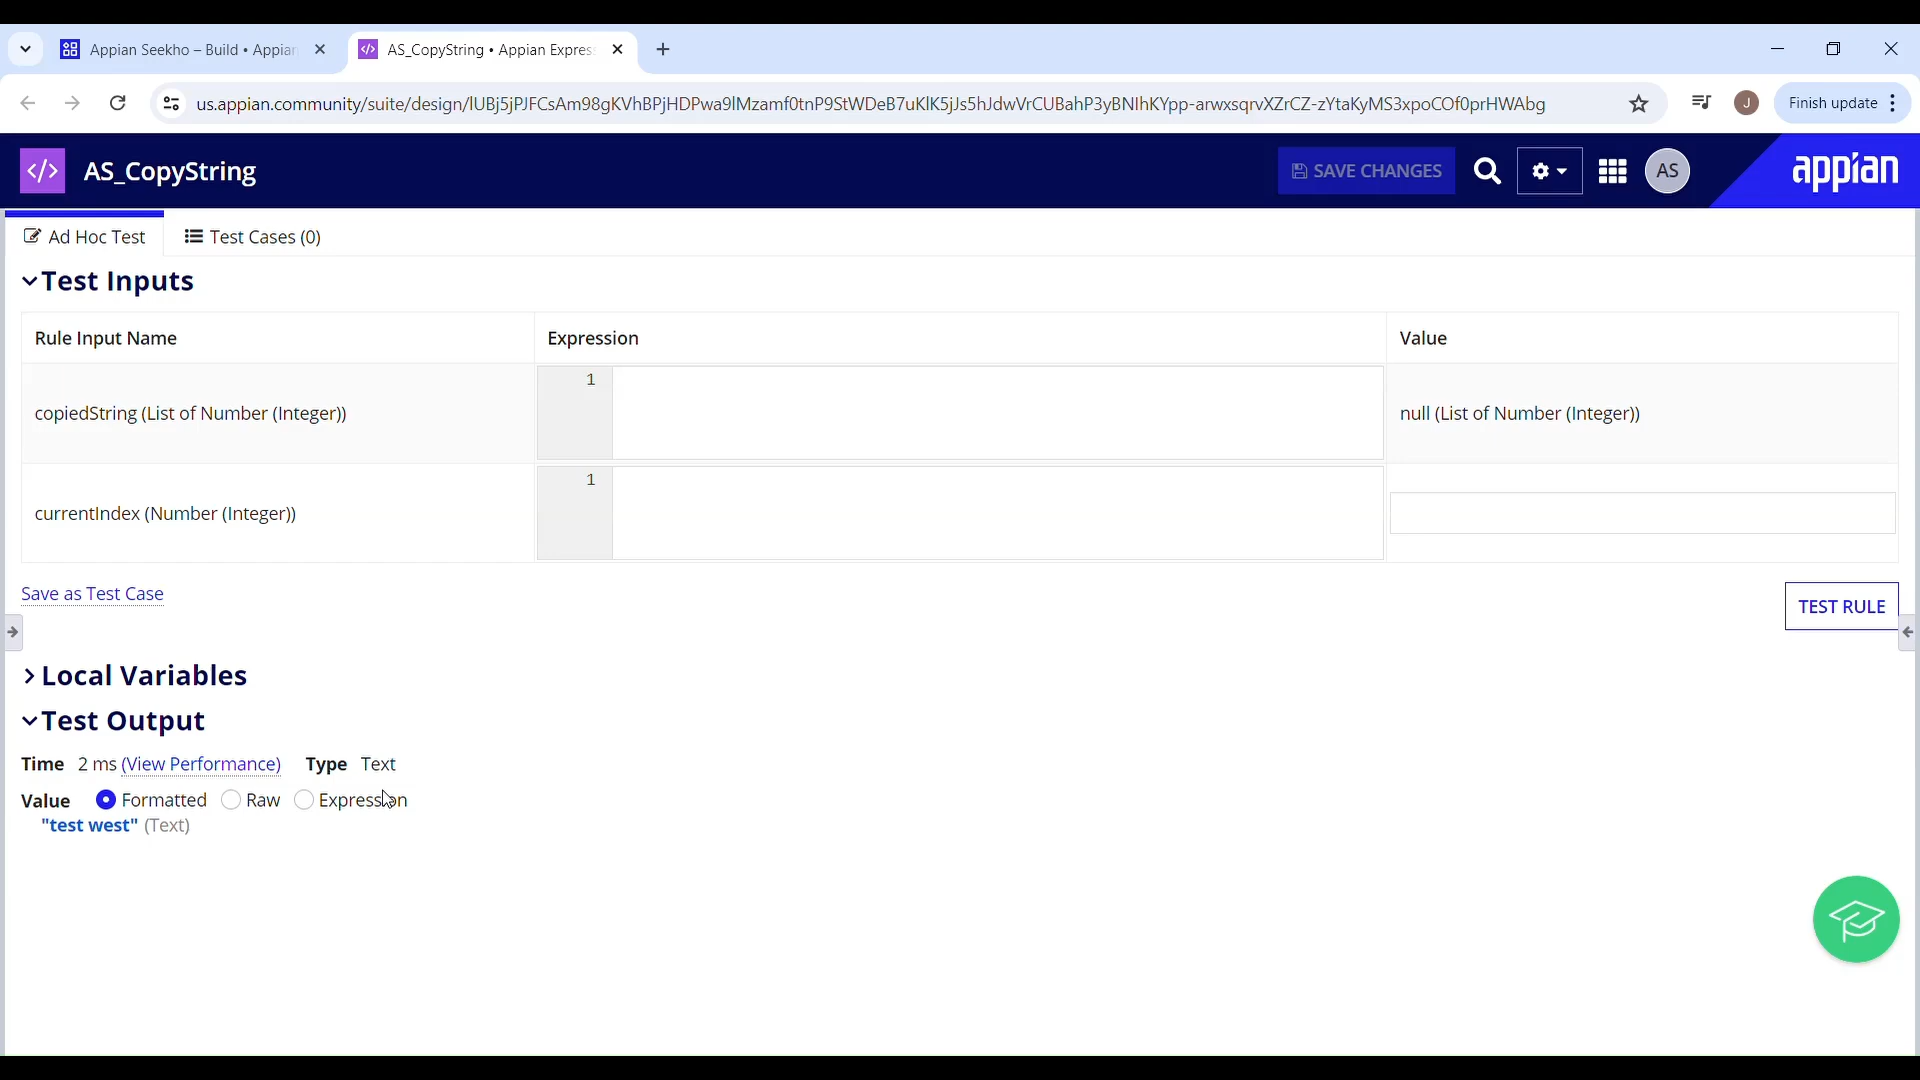 Appian Seekho – Build • Appian
AS_CopyString • Appian Expres
us.appian.community/suite/design/lUBj5jPJFCsAm98gKVhBPjHDPwa9lMzamf0tnP9StWDeB7uKlK5jJs5hJdwVrCUBahP3yBNIhKYpp-arwxsqrvXZrCZ-zYtaKyMS3xpoCOf0prHWAbg
J
Finish update
</> AS_CopyString
SAVE CHANGES
AS
appian
Ad Hoc Test
Test Cases (0)
Test Inputs
Rule Input Name Expression Value
copiedString (List of Number (Integer)) 1 null (List of Number (Integer))
currentIndex (Number (Integer)) 1
Save as Test Case
TEST RULE
Local Variables
Test Output
Time 2 ms (View Performance) Type Text
Value Formatted Raw Expression
"test west" (Text)